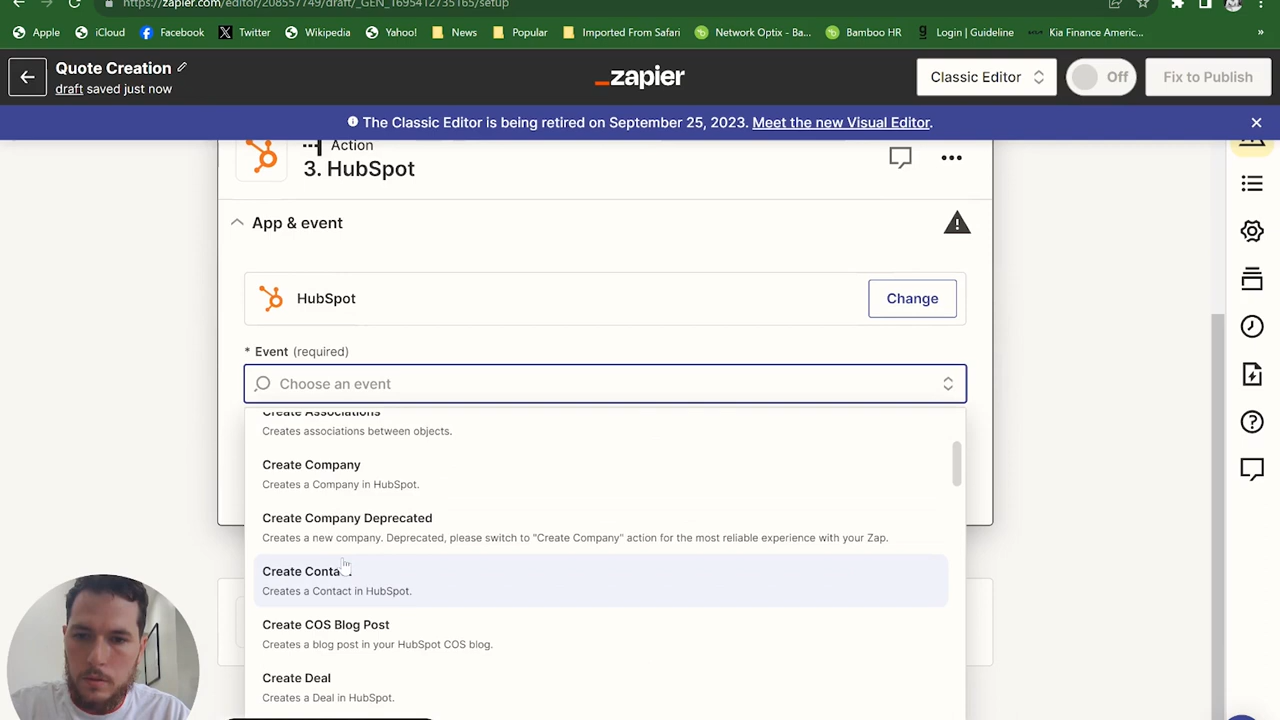 https://zapier.com/editor/208557749/draft/_GEN_1695412735165/setup
Apple
iCloud
Facebook
Twitter
Wikipedia
Yahoo!
News
Popular
Imported From Safari
Network Optix - Ba...
Bamboo HR
Login | Guideline
Kia Finance Americ...
»
Quote Creation
draft saved just now
zapier
Classic Editor
Off
Fix to Publish
The Classic Editor is being retired on September 25, 2023. Meet the new Visual Editor.
Action
3. HubSpot
App & event
HubSpot
Change
* Event (required)
Choose an event
Create Associations
Creates associations between objects.
Create Company
Creates a Company in HubSpot.
Create Company Deprecated
Creates a new company. Deprecated, please switch to "Create Company" action for the most reliable experience with your Zap.
Create Contact
Creates a Contact in HubSpot.
Create COS Blog Post
Creates a blog post in your HubSpot COS blog.
Create Deal
Creates a Deal in HubSpot.